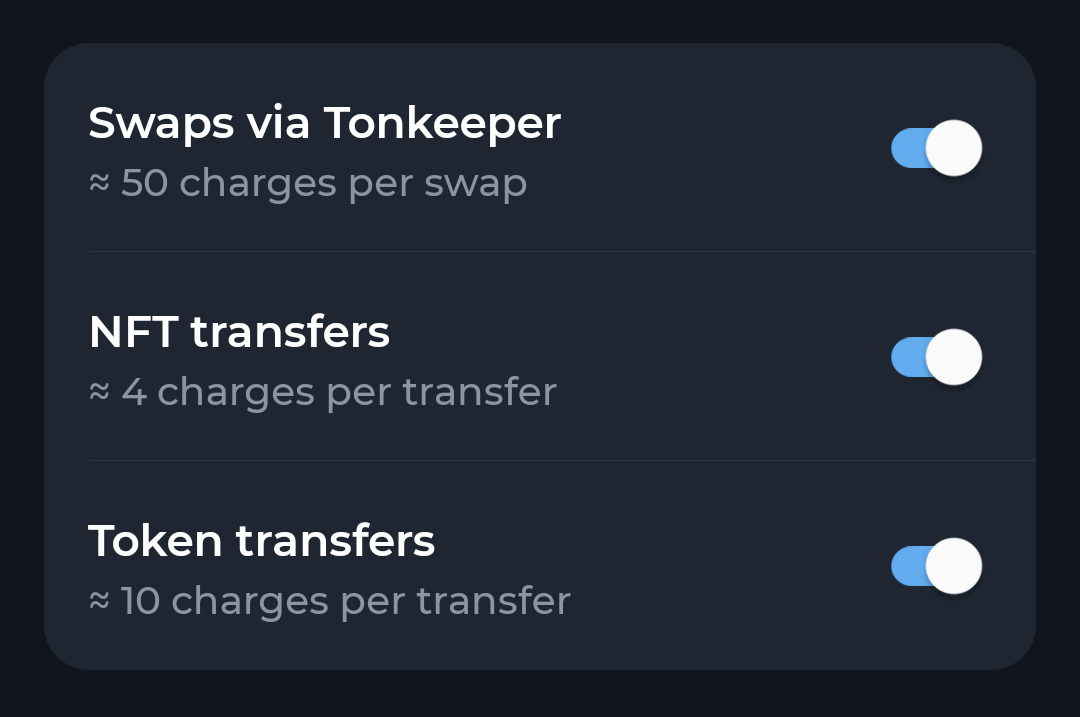 Swaps via Tonkeeper
≈ 50 charges per swap
NFT transfers
≈ 4 charges per transfer
Token transfers
≈ 10 charges per transfer